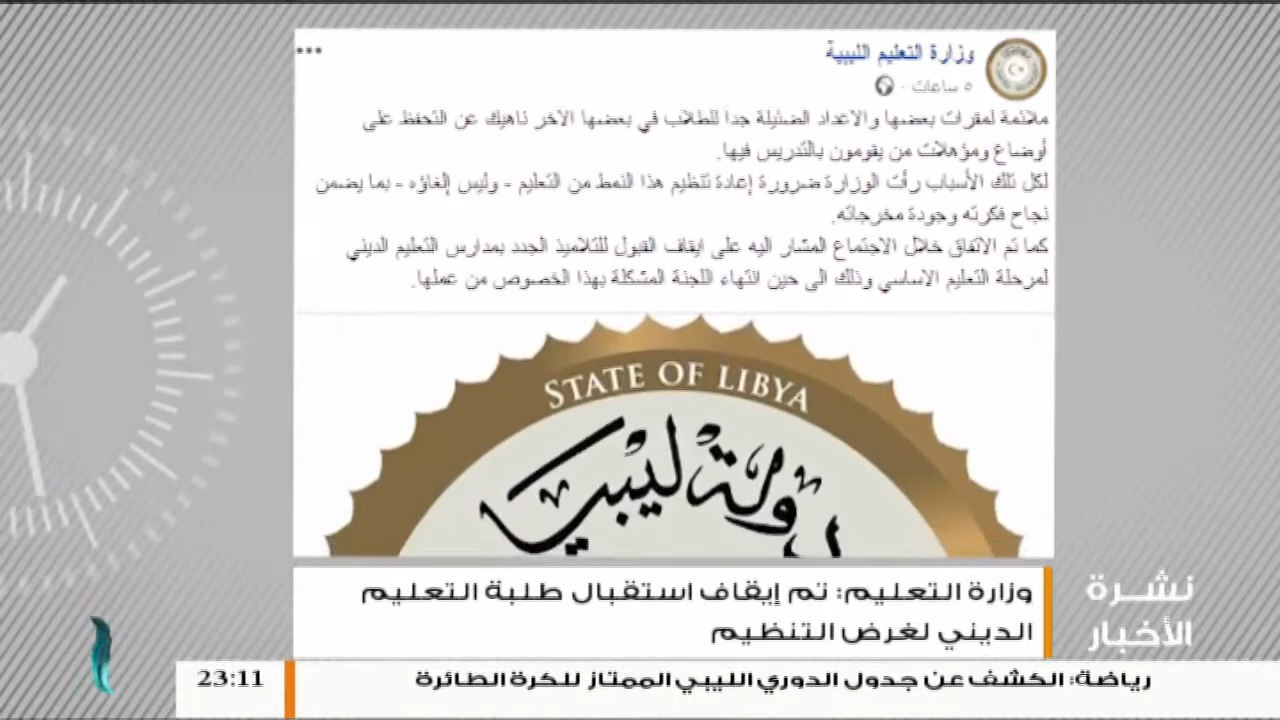 وزارة التعليم الليبية
٥ ساعات ·
ملائمة لمقرات بعضها والاعداد الضئيلة جدا للطلاب في بعضها الاخر ناهيك عن التحفظ على
أوضاع ومؤهلات من يقومون بالتدريس فيها.
لكل تلك الأسباب رأت الوزارة ضرورة إعادة تنظيم هذا النمط من التعليم - وليس إلغاؤه - بما يضمن
نجاح فكرته وجودة مخرجاته.
كما تم الاتفاق خلال الاجتماع المشار اليه على ايقاف القبول للتلاميذ الجدد بمدارس التعليم الديني
لمرحلة التعليم الاساسي وذلك الى حين انتهاء اللجنة المشكلة بهذا الخصوص من عملها.
STATE OF LIBYA
دولة ليبيا
وزارة التعليم: تم إيقاف استقبال طلبة التعليم
الديني لغرض التنظيم
نشرة
الأخبار
23:11
رياضة: الكشف عن جدول الدوري الليبي الممتاز للكرة الطائرة